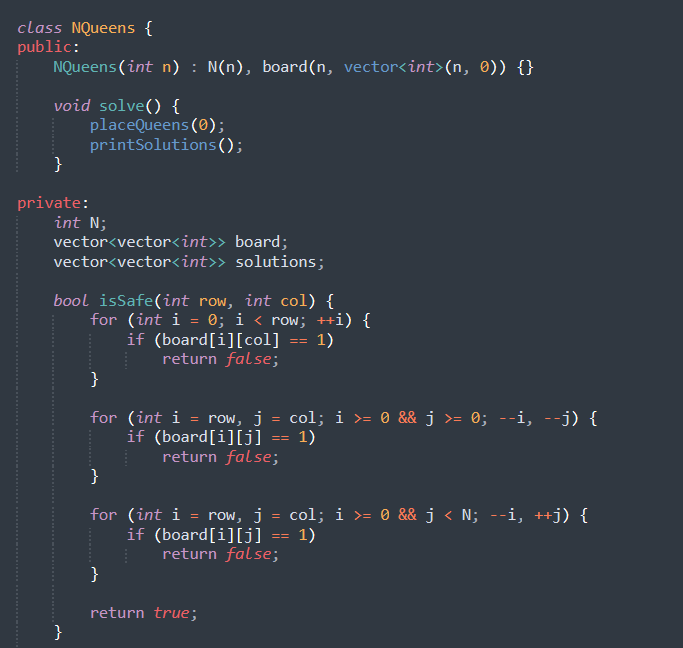 class NQueens {
public:
    NQueens(int n) : N(n), board(n, vector<int>(n, 0)) {}

    void solve() {
        placeQueens(0);
        printSolutions();
    }

private:
    int N;
    vector<vector<int>> board;
    vector<vector<int>> solutions;

    bool isSafe(int row, int col) {
        for (int i = 0; i < row; ++i) {
            if (board[i][col] == 1)
                return false;
        }

        for (int i = row, j = col; i >= 0 && j >= 0; --i, --j) {
            if (board[i][j] == 1)
                return false;
        }

        for (int i = row, j = col; i >= 0 && j < N; --i, ++j) {
            if (board[i][j] == 1)
                return false;
        }

        return true;
    }